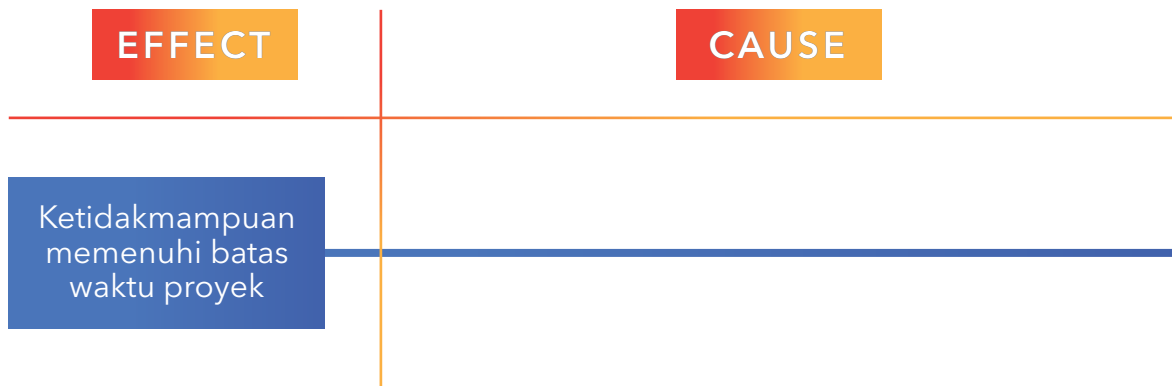 EFFECT
CAUSE
Ketidakmampuan
memenuhi batas
waktu proyek